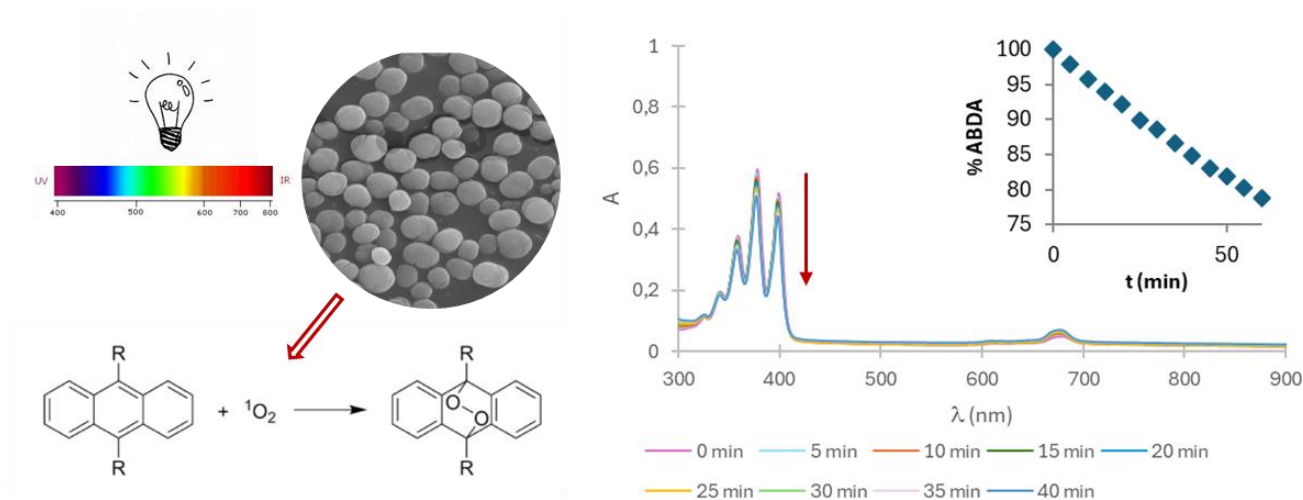 UV
IR
400 500 600 700 800
R
R
+ ¹O₂
O
O
R
R
1
0,8
0,6
0,4
0,2
0
A
300 400 500 600 700 800 900
λ (nm)
100
95
90
85
80
75
% ABDA
0 50
t (min)
0 min 5 min 10 min 15 min 20 min
25 min 30 min 35 min 40 min